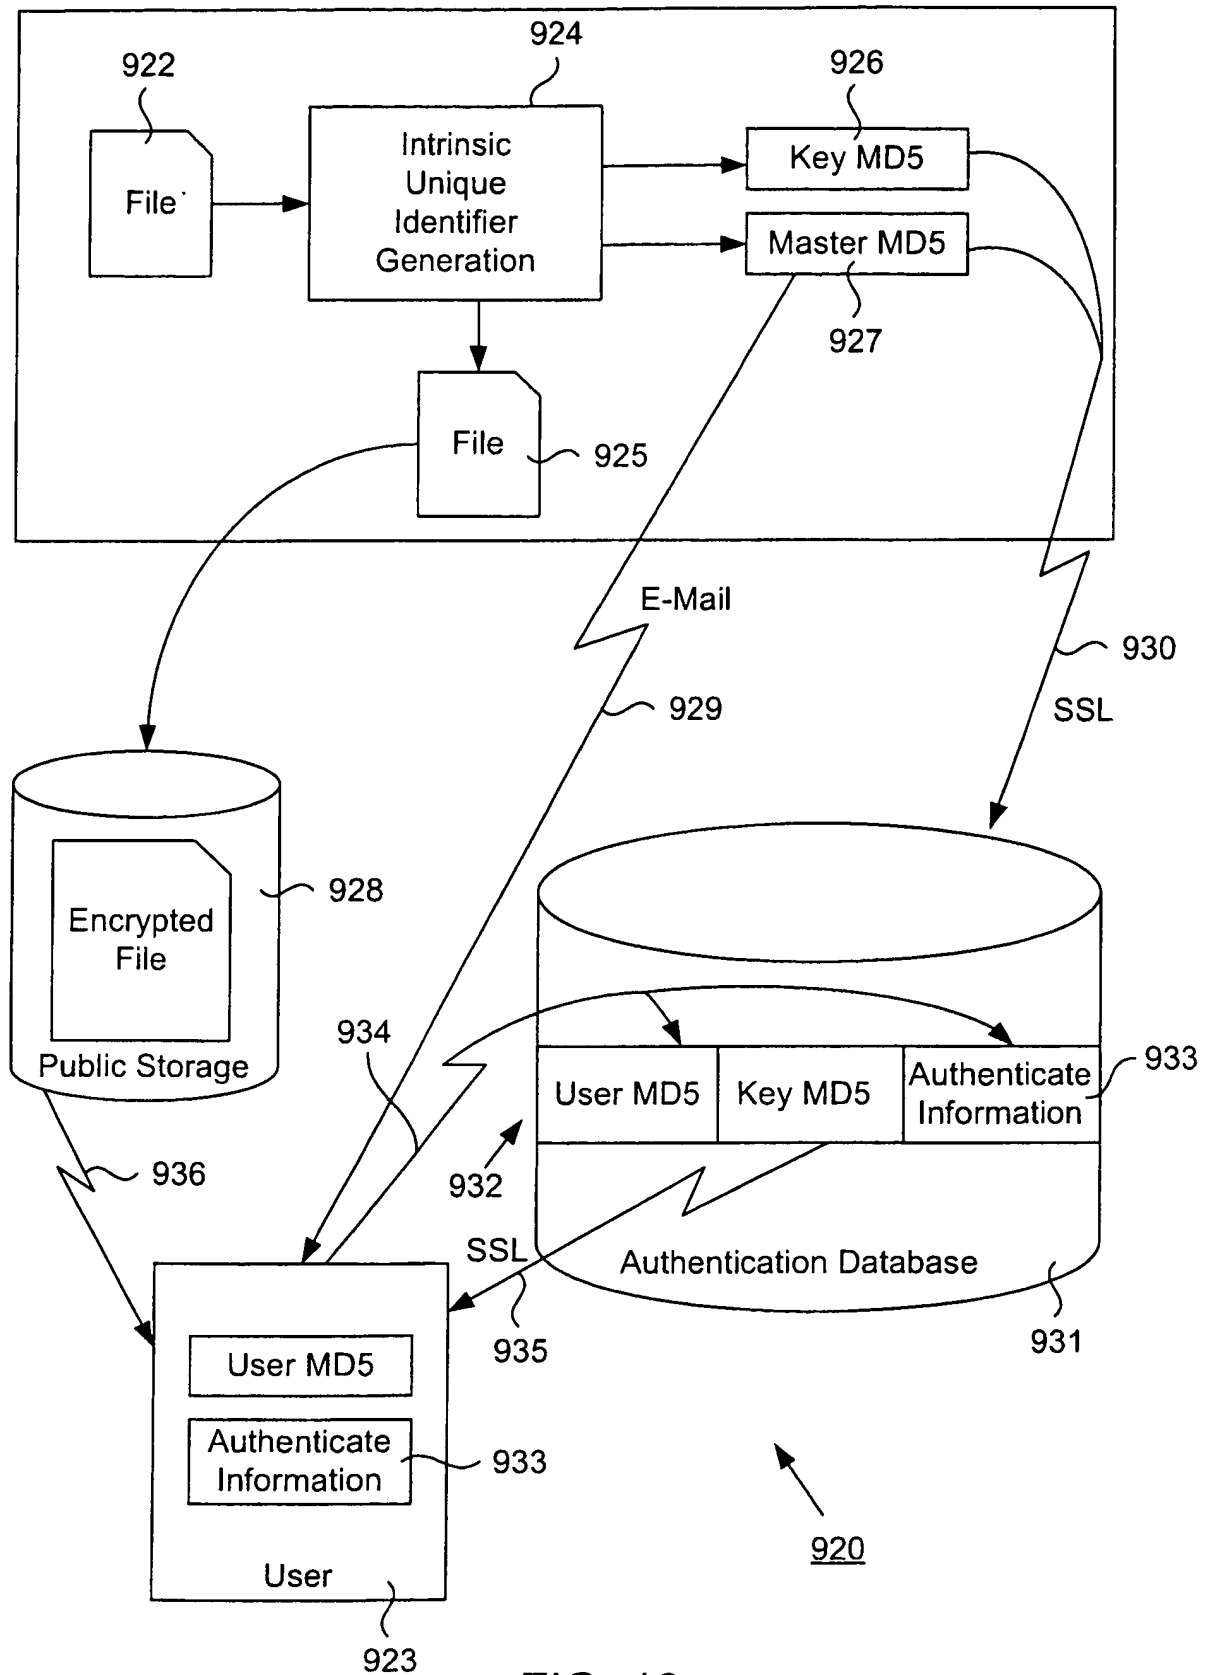 924
922
926
Intrinsic
Unique
Identifier
Generation
Key MD5
File
Master MD5
927
File
925
E-Mail
930
929
SSL
928
Encrypted
File
934
Public Storage
User MD5
Key MD5
Authenticate
Information
933
932
936
SSL
Authentication Database
935
931
User MD5
Authenticate
Information
933
920
User
923